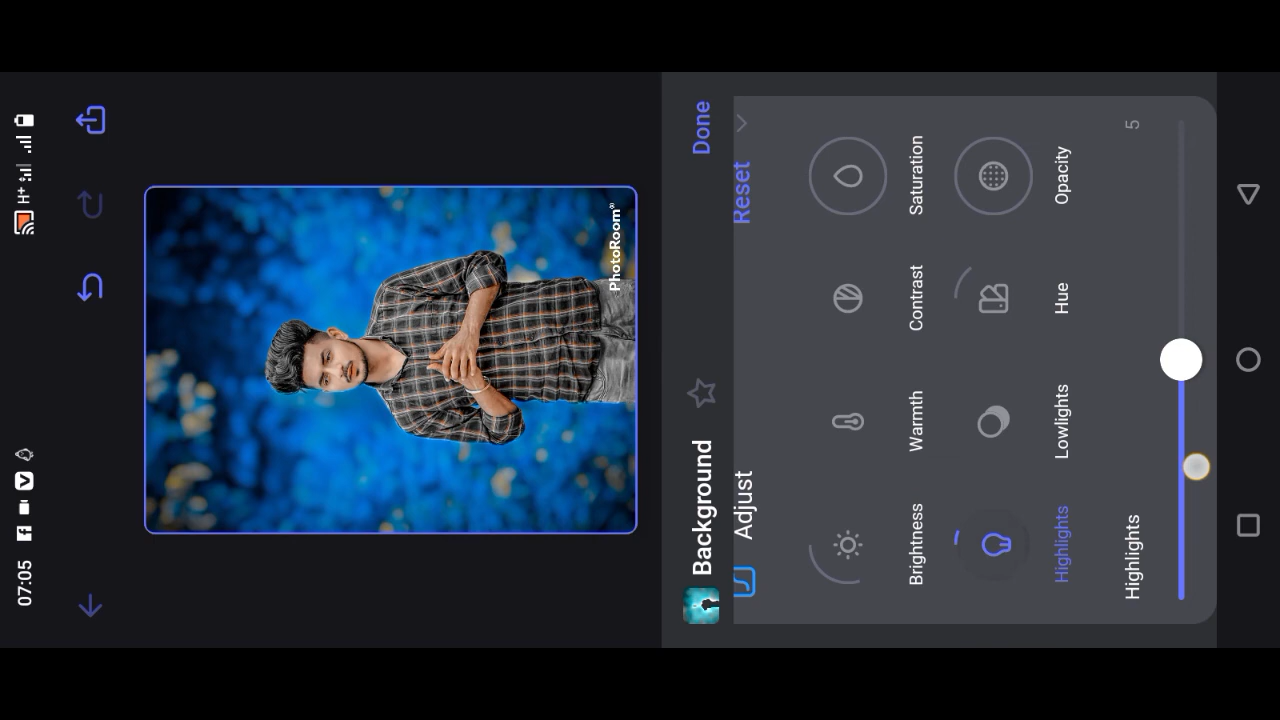 07:05
H+
PhotoRoom®
Background
Done
Adjust
Reset
Brightness
Warmth
Contrast
Saturation
Highlights
Lowlights
Hue
Opacity
Highlights
5